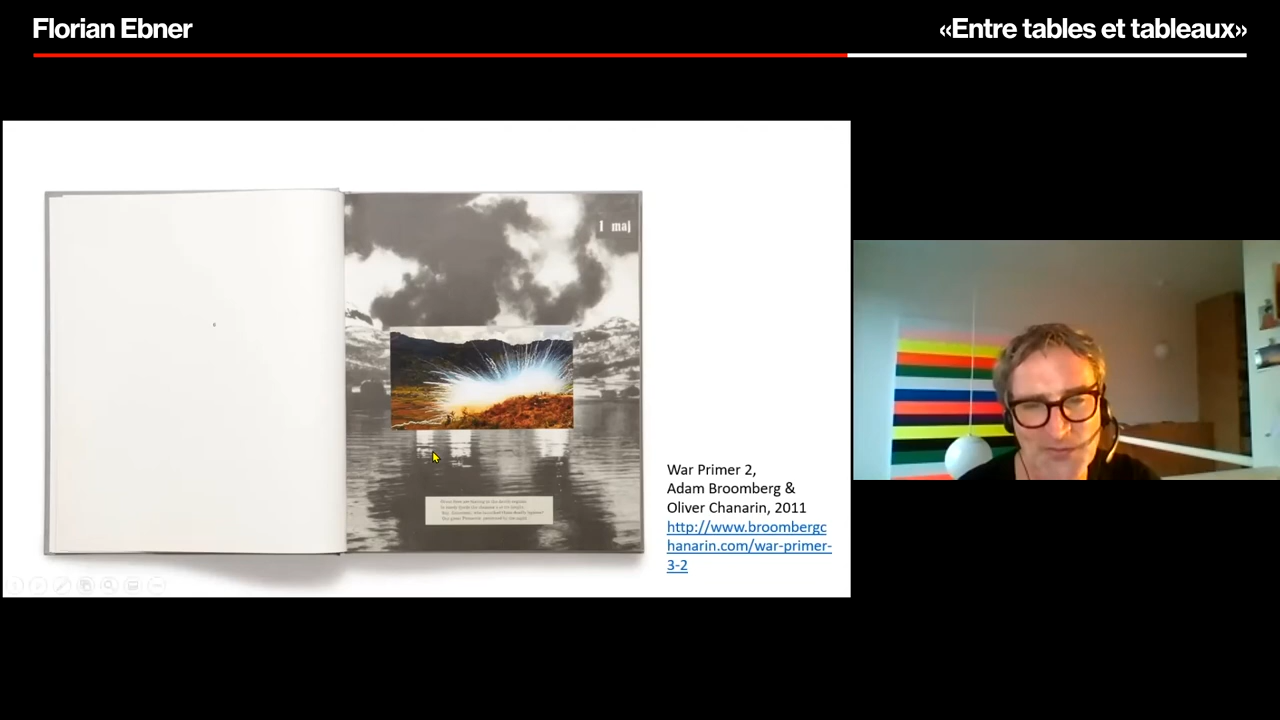 Florian Ebner
«Entre tables et tableaux»
1 maj
War Primer 2,
Adam Broomberg &
Oliver Chanarin, 2011
http://www.broombergc
hanarin.com/war-primer-
3-2